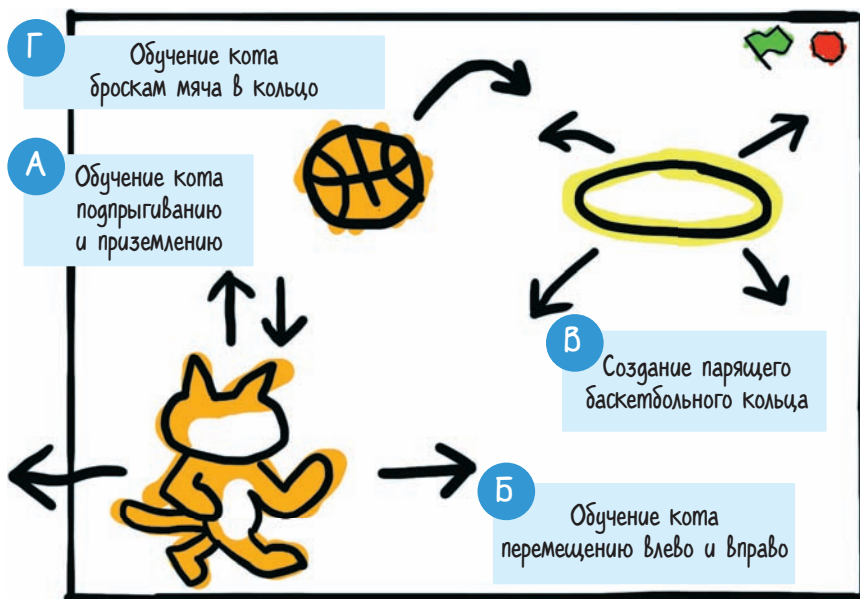 Г
Обучение кота
броскам мяча в кольцо
А
Обучение кота
подпрыгиванию
и приземлению
В
Создание парящего
баскетбольного кольца
Б
Обучение кота
перемещению влево и вправо